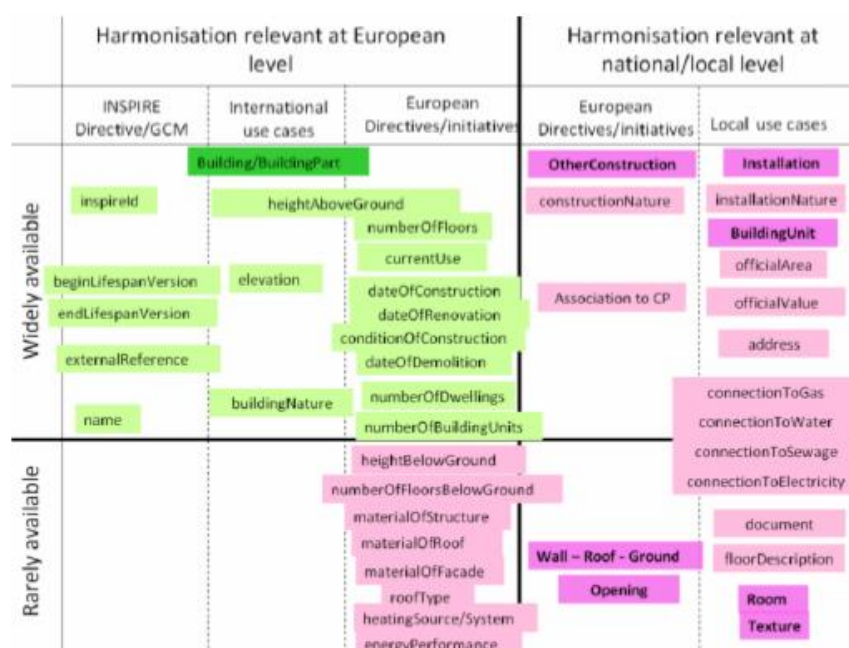 Harmonisation relevant at European
level
Harmonisation relevant at
national/local level
INSPIRE
Directive/GCM
International
use cases
European
Directives/initiatives
European
Directives/initiatives
Local use cases
Widely available
Building/BuildingPart
OtherConstruction
Installation
inspireId
heightAboveGround
constructionNature
installationNature
numberOfFloors
BuildingUnit
currentUse
officialArea
beginLifespanVersion
elevation
dateOfConstruction
Association to CP
officialValue
endLifespanVersion
dateOfRenovation
conditionOfConstruction
address
externalReference
dateOfDemolition
buildingNature
numberOfDwellings
connectionToGas
name
numberOfBuildingUnits
connectionToWater
Rarely available
heightBelowGround
connectionToSewage
numberOfFloorsBelowGround
connectionToElectricity
materialOfStructure
document
materialOfRoof
Wall – Roof - Ground
floorDescription
materialOfFacade
roofType
Opening
Room
heatingSource/System
Texture
energyPerformance